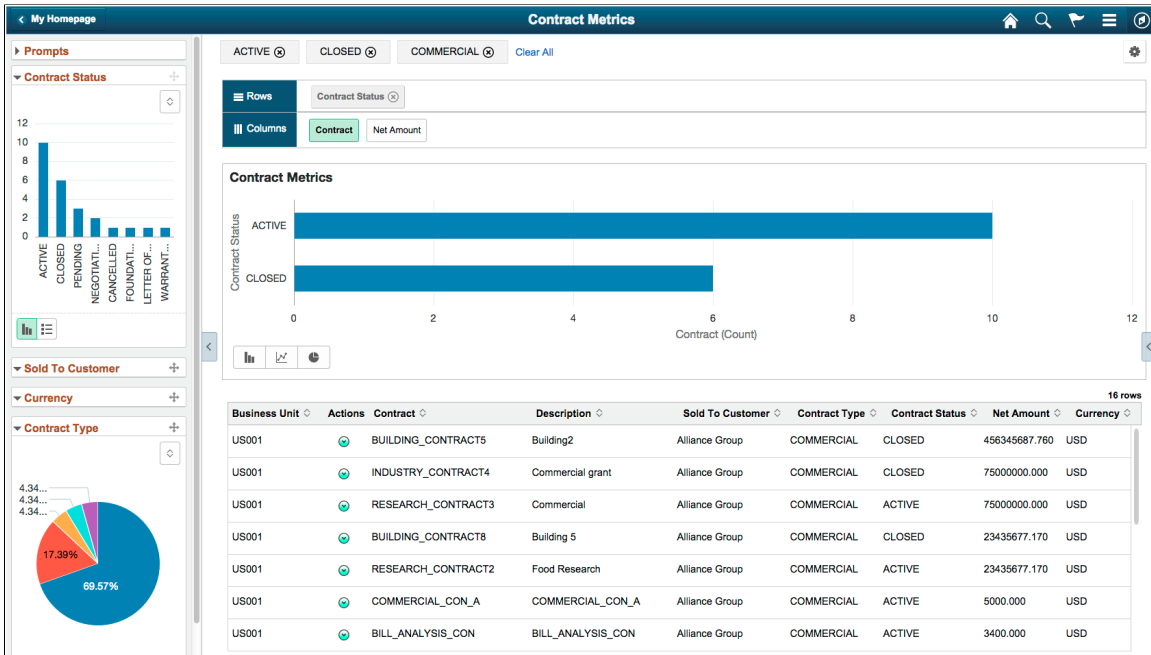 My Homepage
Contract Metrics
Prompts
Contract Status
12
10
8
6
4
2
0
ACTIVE
CLOSED
PENDING
NEGOTIATI...
CANCELLED
FOUNDATI...
LETTER OF...
WARRANT...
Sold To Customer
Currency
Contract Type
4.34...
4.34...
4.34...
17.39%
69.57%
ACTIVE CLOSED COMMERCIAL Clear All
Rows Contract Status
Columns Contract Net Amount
Contract Metrics
Contract Status
ACTIVE
CLOSED
0 2 4 6 8 10 12
Contract (Count)
16 rows
Business Unit Actions Contract Description Sold To Customer Contract Type Contract Status Net Amount Currency
US001 BUILDING_CONTRACT5 Building2 Alliance Group COMMERCIAL CLOSED 456345687.760 USD
US001 INDUSTRY_CONTRACT4 Commercial grant Alliance Group COMMERCIAL CLOSED 75000000.000 USD
US001 RESEARCH_CONTRACT3 Commercial Alliance Group COMMERCIAL ACTIVE 75000000.000 USD
US001 BUILDING_CONTRACT8 Building 5 Alliance Group COMMERCIAL CLOSED 23435677.170 USD
US001 RESEARCH_CONTRACT2 Food Research Alliance Group COMMERCIAL ACTIVE 23435677.170 USD
US001 COMMERCIAL_CON_A COMMERCIAL_CON_A Alliance Group COMMERCIAL ACTIVE 5000.000 USD
US001 BILL_ANALYSIS_CON BILL_ANALYSIS_CON Alliance Group COMMERCIAL ACTIVE 3400.000 USD